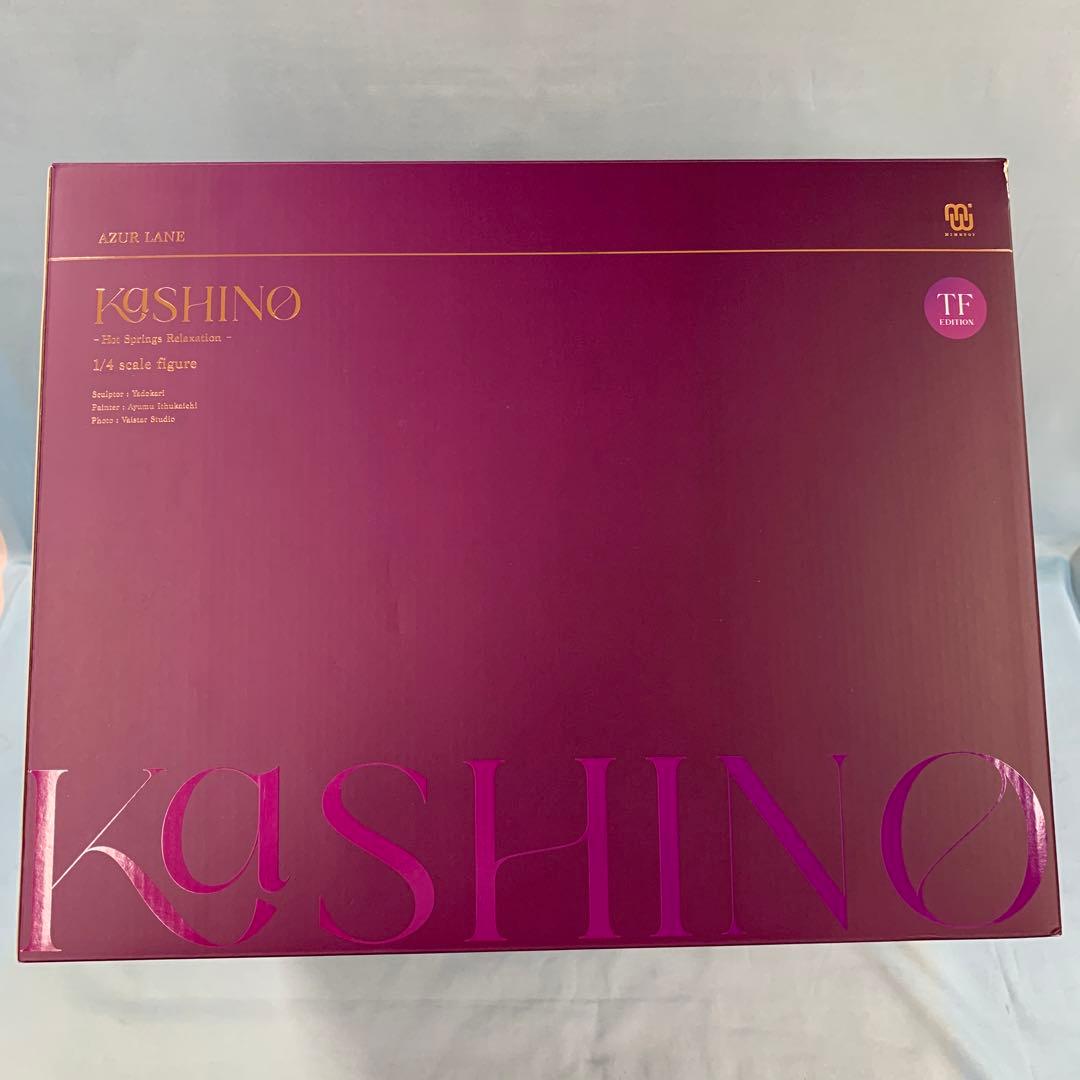 AZUR LANE
MIMEYOI
KaSHINO
- Hot Springs Relaxation -
TF
EDITION
1/4 scale figure
Sculptor : Yadokari
Painter : Ayumu Ithukaichi
Photo : Vaistar Studio
KaSHINO